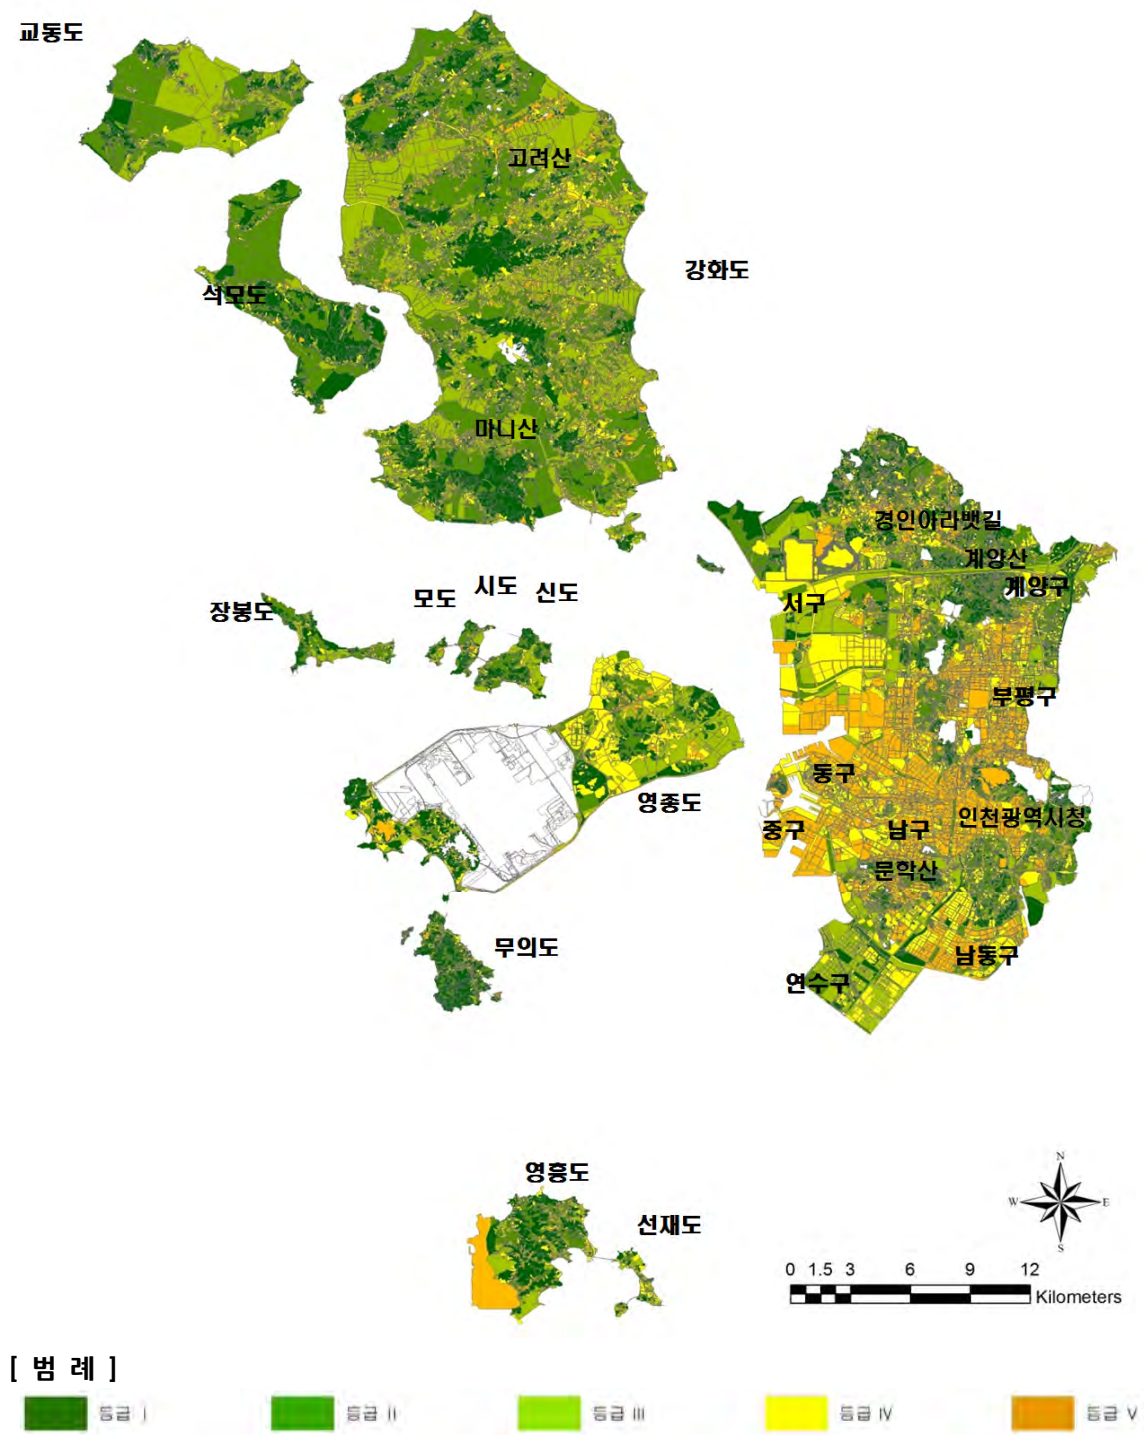 교동도
고려산
강화도
석모도
마니산
경인아라뱃길
계양산
계양구
서구
장봉도
모도
시도
신도
부평구
동구
영종도
중구
남구
인천광역시청
문학산
무의도
남동구
연수구
영흥도
선재도
N
W
E
S
0 1.5 3 6 9 12
Kilometers
[ 범 례 ]
등급 I 등급 II 등급 III 등급 IV 등급 V